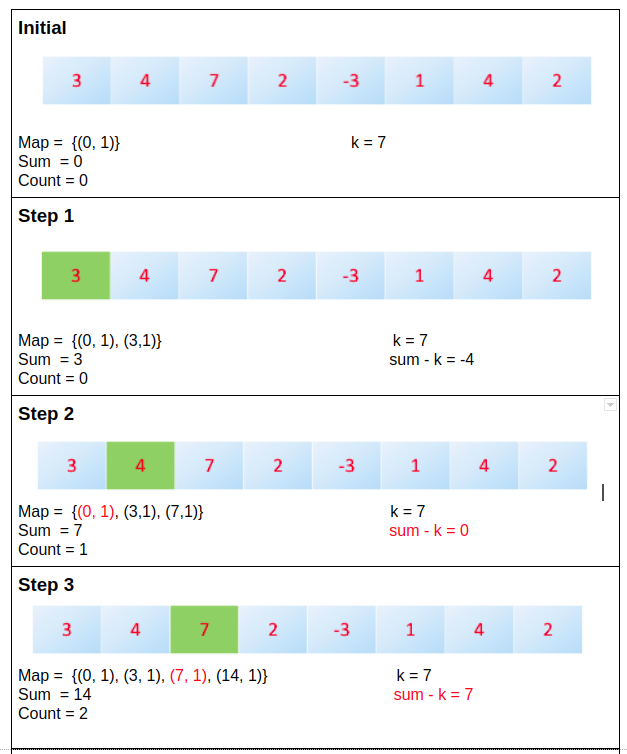 Initial
3 4 7 2 -3 1 4 2
Map = {(0, 1)} k = 7
Sum = 0
Count = 0
Step 1
3 4 7 2 -3 1 4 2
Map = {(0, 1), (3,1)} k = 7
Sum = 3 sum - k = -4
Count = 0
Step 2
3 4 7 2 -3 1 4 2
Map = {(0, 1), (3,1), (7,1)} k = 7
Sum = 7 sum - k = 0
Count = 1
Step 3
3 4 7 2 -3 1 4 2
Map = {(0, 1), (3, 1), (7, 1), (14, 1)} k = 7
Sum = 14 sum - k = 7
Count = 2